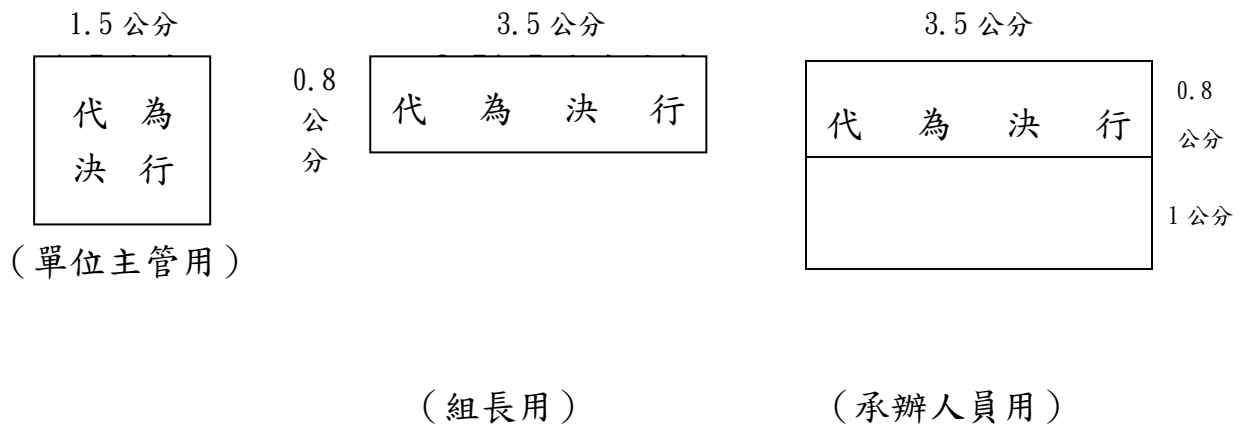 1.5 公分
代 為
決 行
（單位主管用）
3.5 公分
0.8
公
分
代 為 決 行
（組長用）
3.5 公分
代 為 決 行
0.8
公分
1 公分
（承辦人員用）